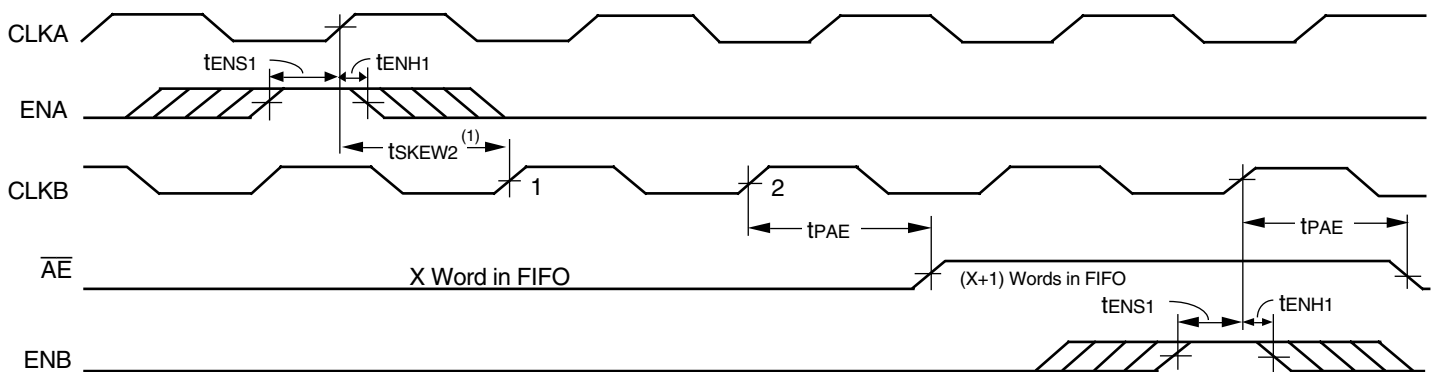 CLKA
tENS1 tENH1
ENA
tSKEW2 (1)
CLKB 1 2
tPAE tPAE
AE X Word in FIFO (X+1) Words in FIFO
tENS1 tENH1
ENB